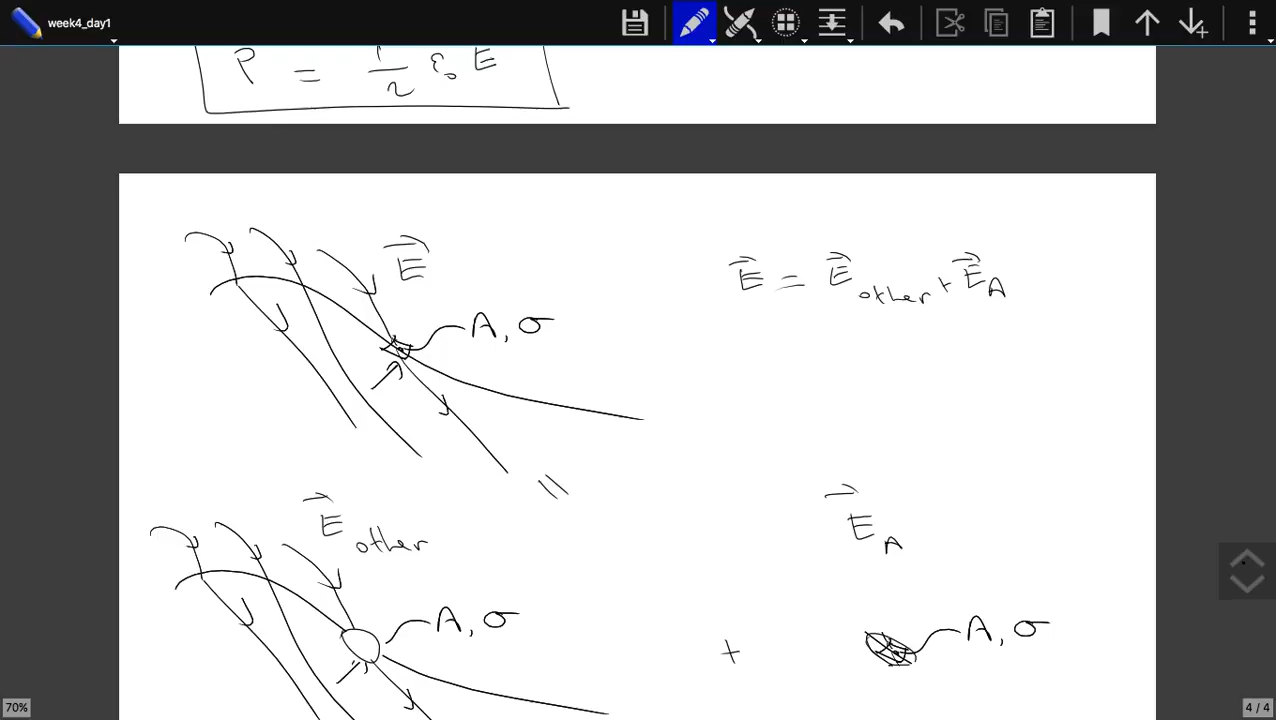 week4_day1
P = 1/2 ε₀ E
E⃗
E⃗ = E⃗ other + E⃗ A
A, σ
E⃗ other
E⃗ A
A, σ
+
A, σ
70%
4 / 4